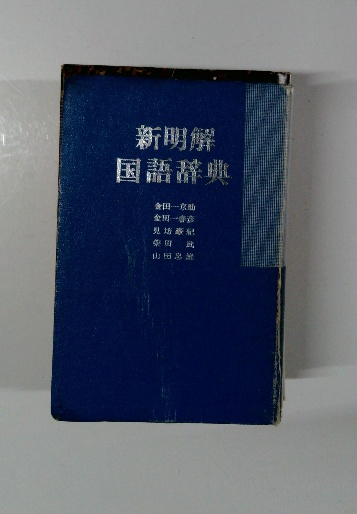 新明解
国語辞典
金田一京助
金田一春彦
見坊豪紀
柴田　武
山田忠雄